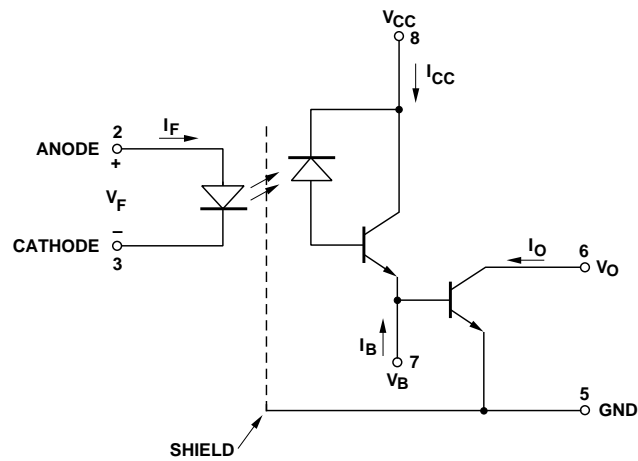 VCC
8
ICC
2
IF
ANODE
+
VF
–
CATHODE
3
IO
6
VO
IB
7
VB
5
GND
SHIELD